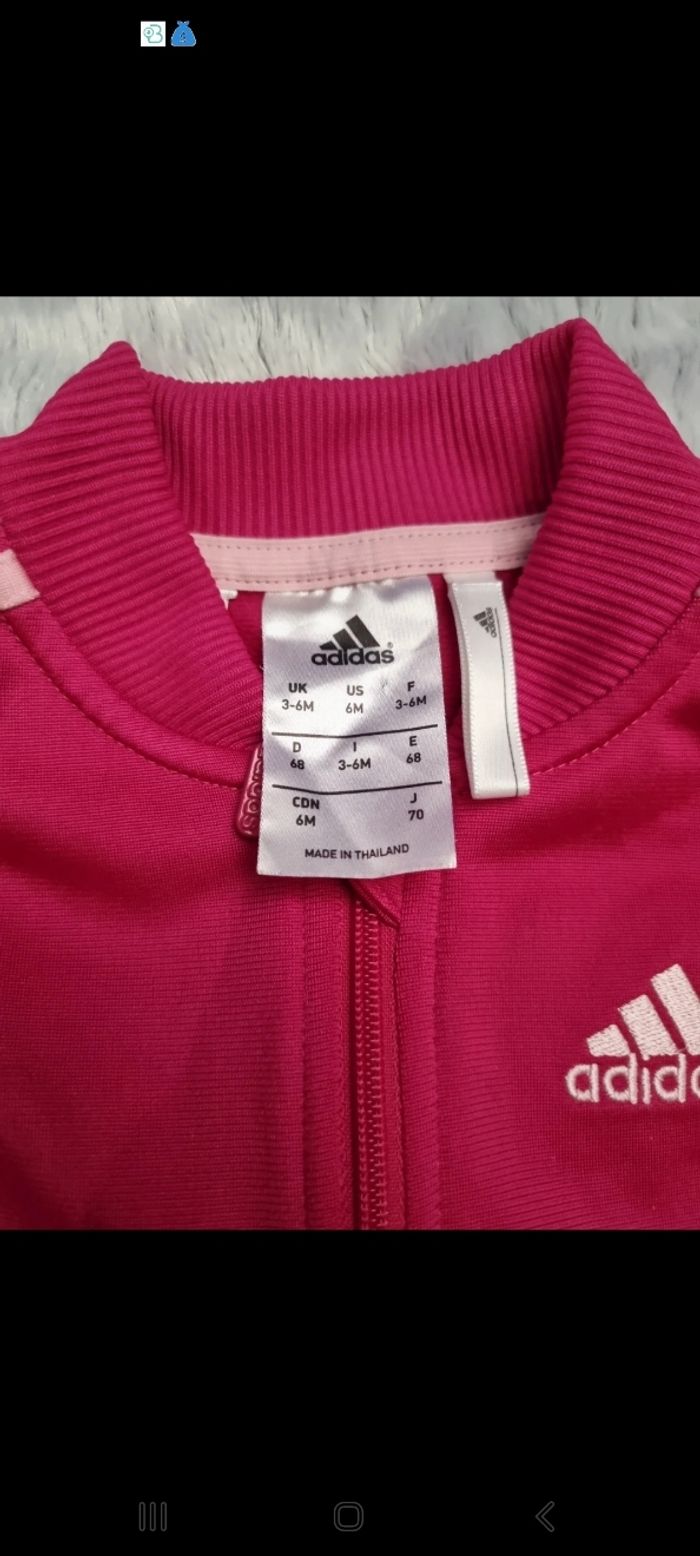 adidas
UK US F
3-6M 6M 3-6M
D I E
68 3-6M 68
CDN J
6M 70
MADE IN THAILAND
adidas
adidas